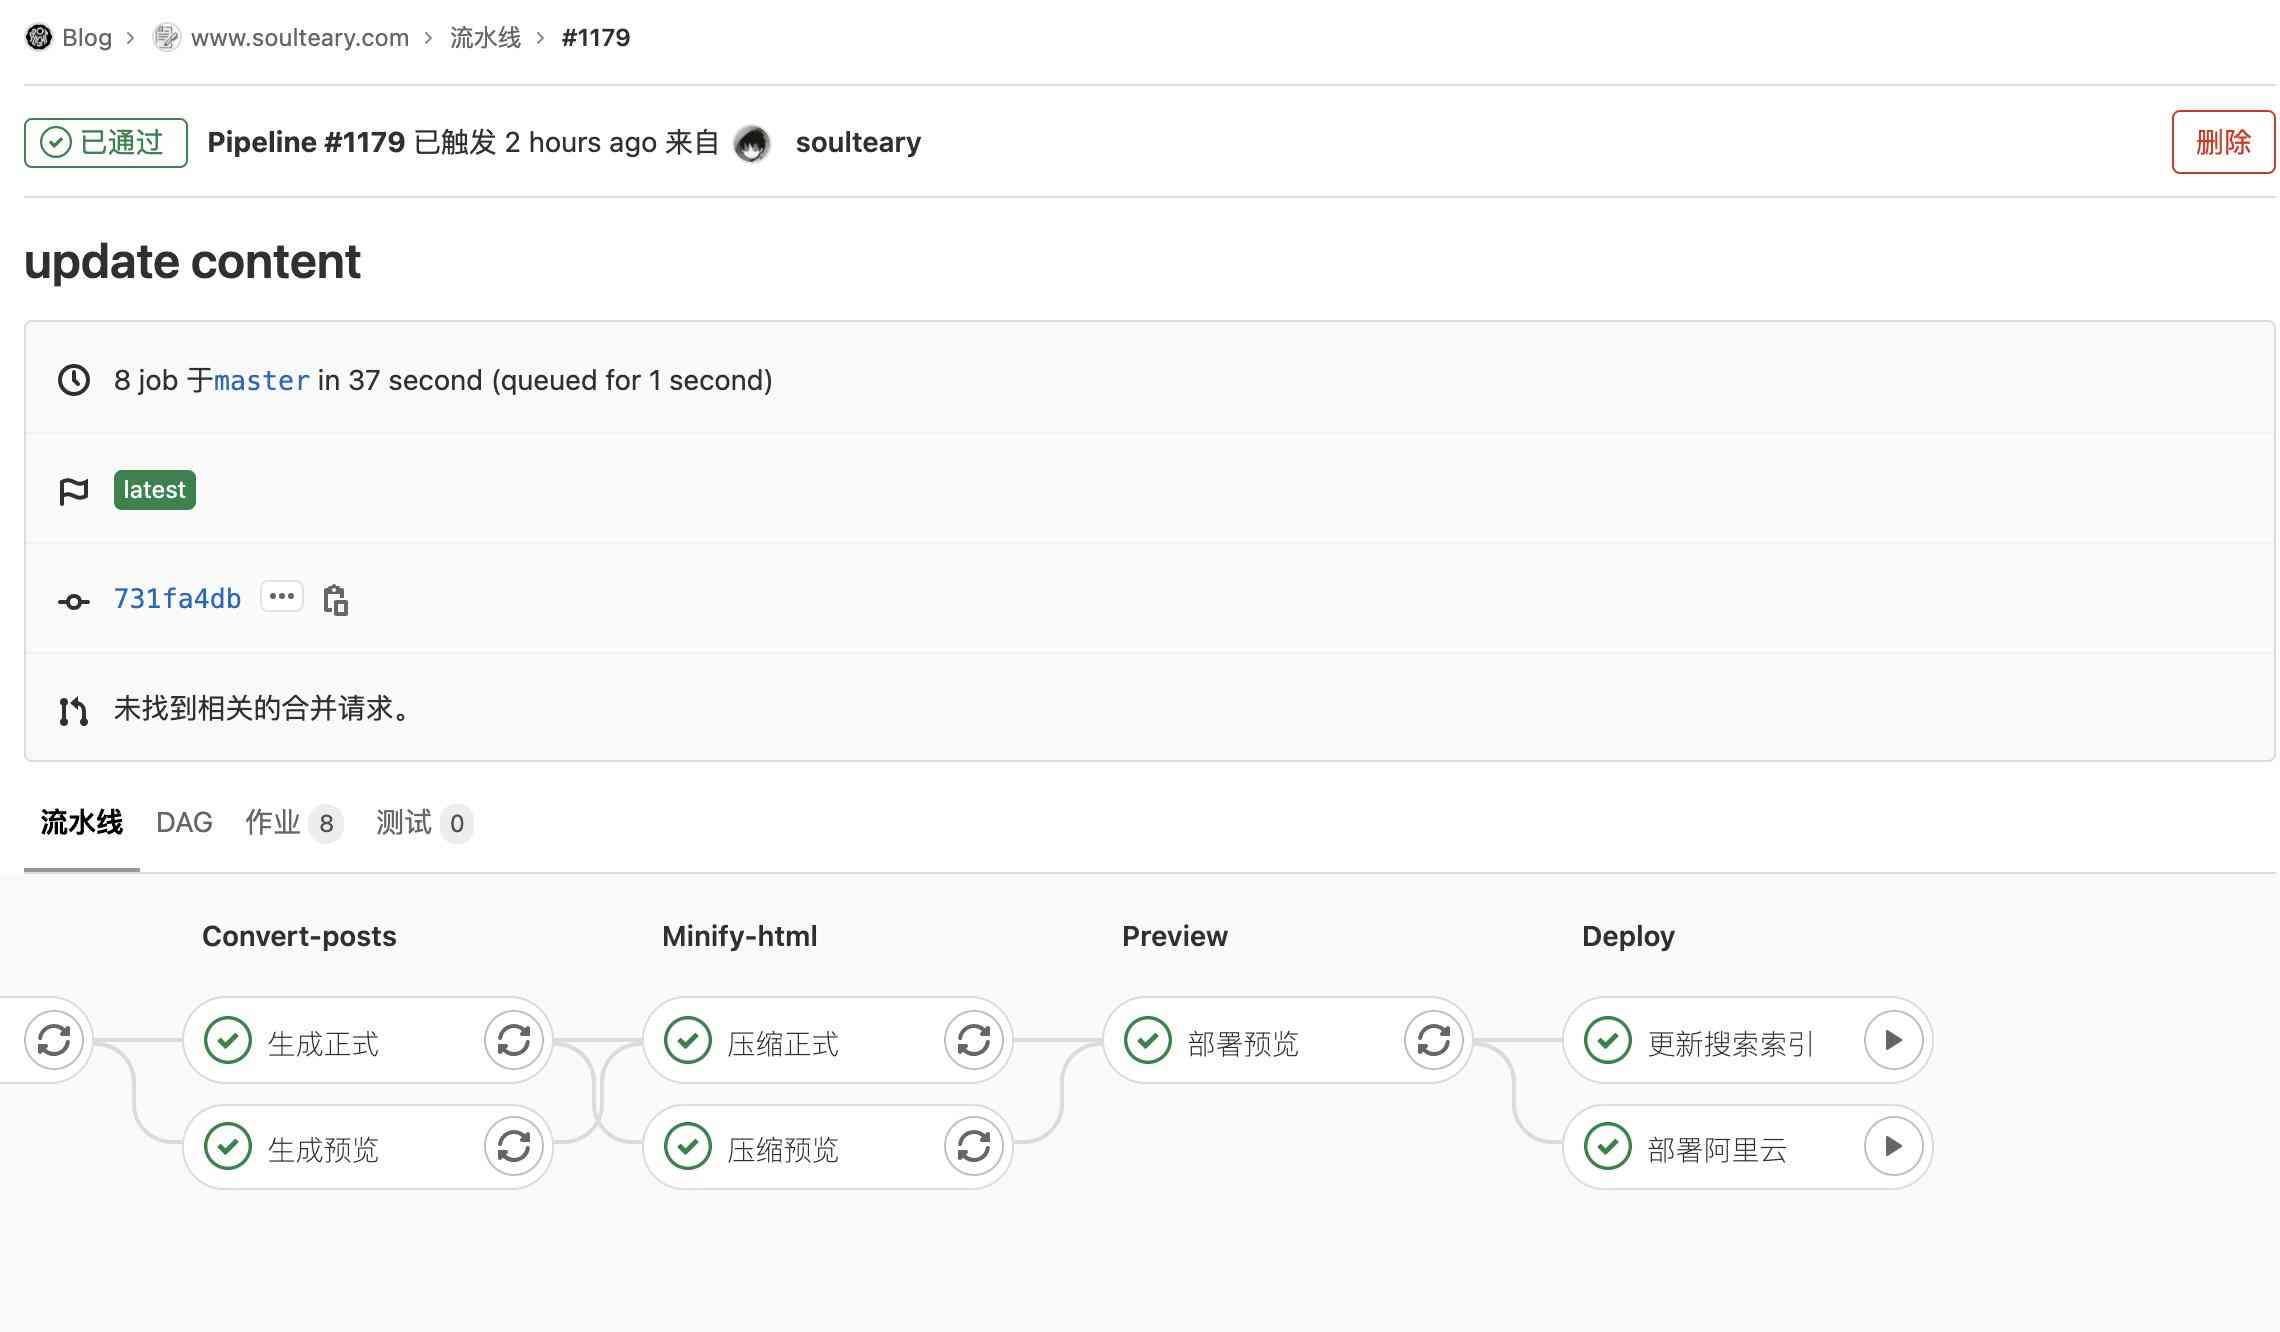 Blog › www.soulteary.com › 流水线 › #1179
已通过 Pipeline #1179 已触发 2 hours ago 来自 soulteary 删除
update content
8 job 于master in 37 second (queued for 1 second)
latest
731fa4db
未找到相关的合并请求。
流水线 DAG 作业 8 测试 0
Convert-posts Minify-html Preview Deploy
生成正式 压缩正式 部署预览 更新搜索索引
生成预览 压缩预览 部署阿里云